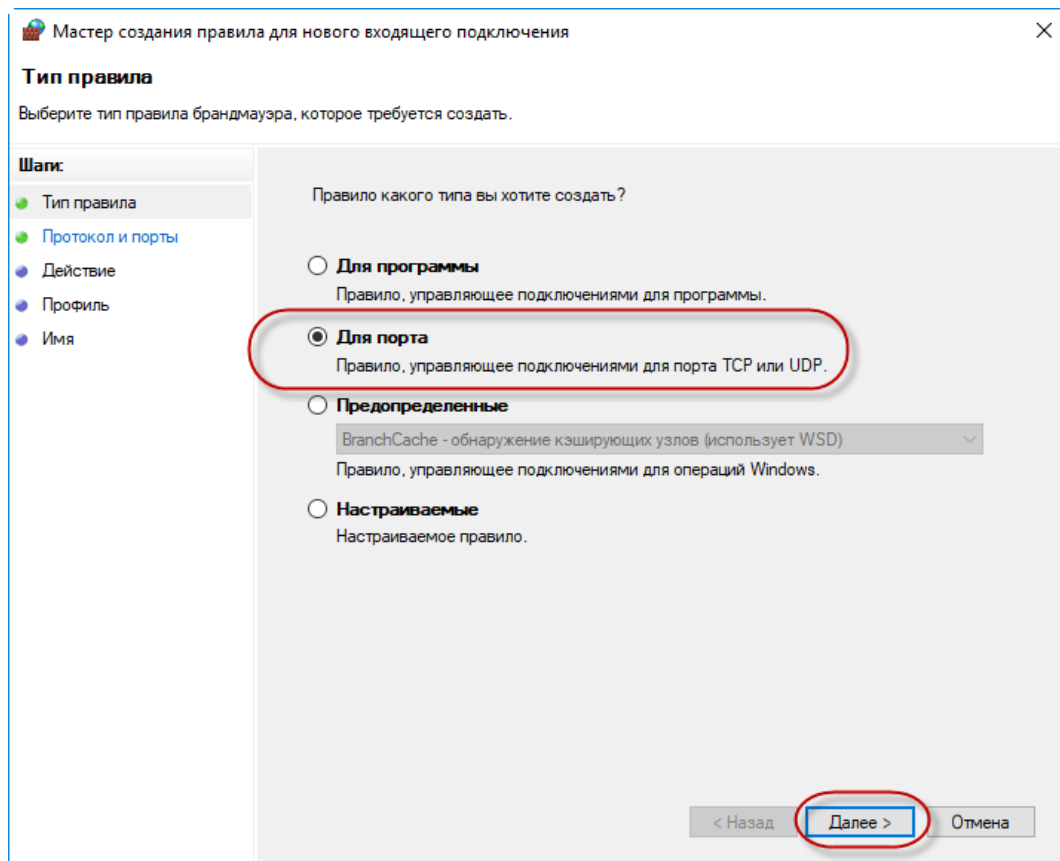 Мастер создания правила для нового входящего подключения
Тип правила
Выберите тип правила брандмауэра, которое требуется создать.
Шаги:
Тип правила
Протокол и порты
Действие
Профиль
Имя
Правило какого типа вы хотите создать?
Для программы
Правило, управляющее подключениями для программы.
Для порта
Правило, управляющее подключениями для порта TCP или UDP.
Предопределенные
BranchCache - обнаружение кэширующих узлов (использует WSD)
Правило, управляющее подключениями для операций Windows.
Настраиваемые
Настраиваемое правило.
< Назад
Далее >
Отмена